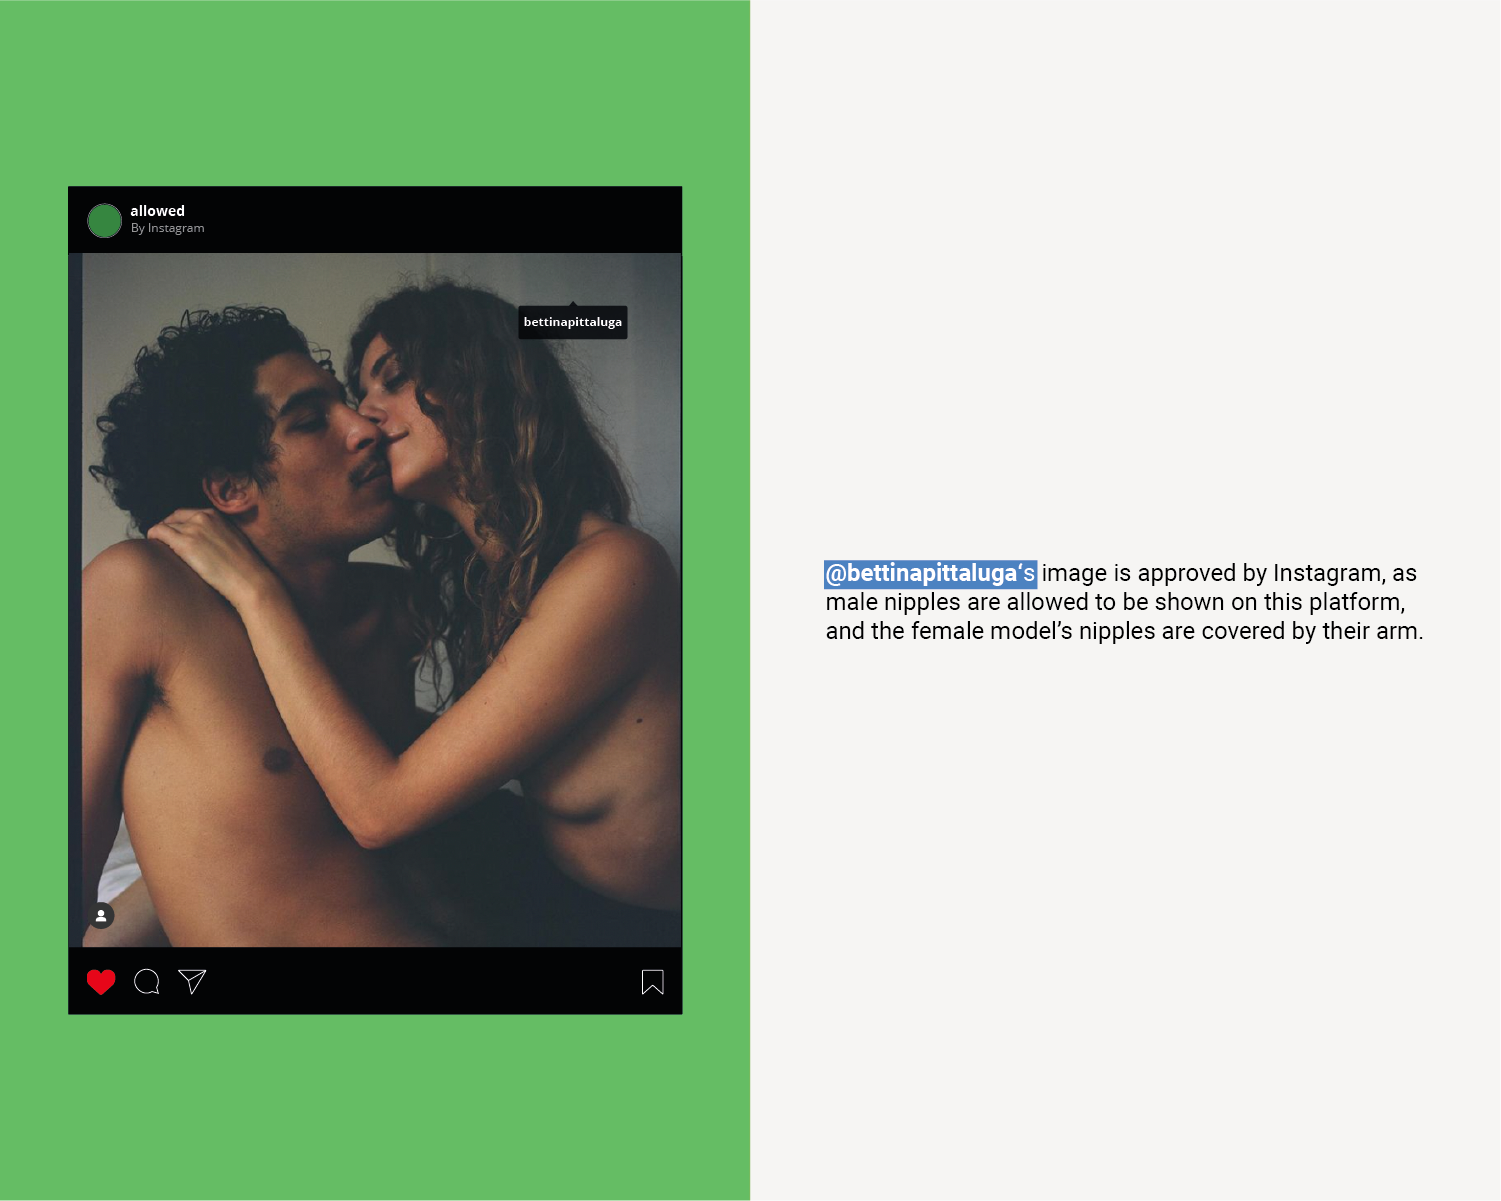 allowed
By Instagram
bettinapittaluga
@bettinapittaluga‘s image is approved by Instagram, as
male nipples are allowed to be shown on this platform,
and the female model’s nipples are covered by their arm.